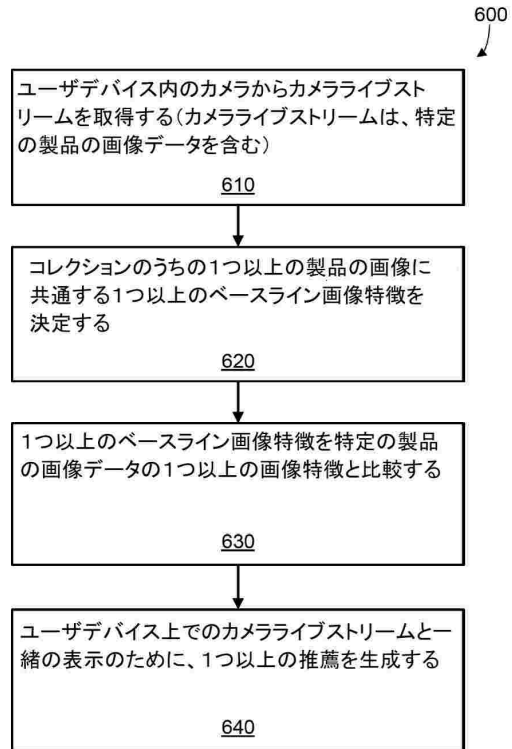 600
ユーザデバイス内のカメラからカメラライブスト
リームを取得する(カメラライブストリームは、特定
の製品の画像データを含む)
610
コレクションのうちの1つ以上の製品の画像に
共通する1つ以上のベースライン画像特徴を
決定する
620
1つ以上のベースライン画像特徴を特定の製品
の画像データの1つ以上の画像特徴と比較する
630
ユーザデバイス上でのカメラライブストリームと一
緒の表示のために、1つ以上の推薦を生成する
640